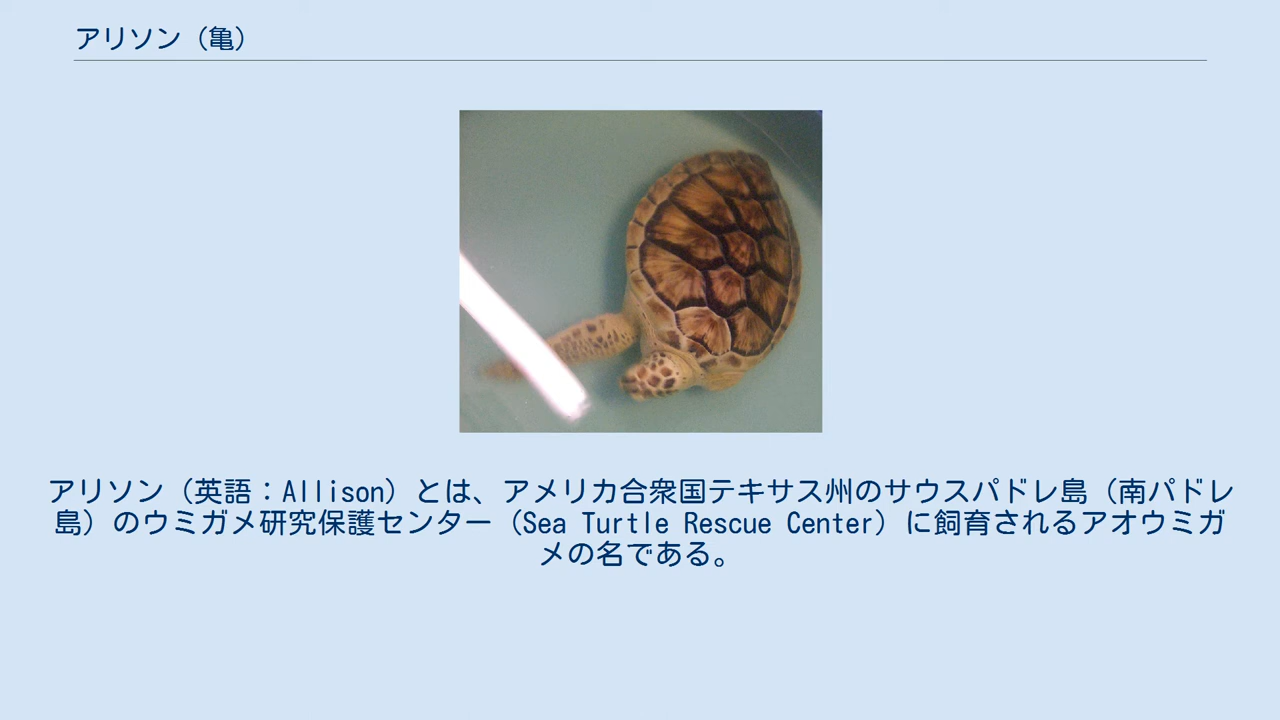 アリソン（亀）
アリソン（英語：Allison）とは、アメリカ合衆国テキサス州のサウスパドレ島（南パドレ
島）のウミガメ研究保護センター（Sea Turtle Rescue Center）に飼育されるアオウミガ
メの名である。